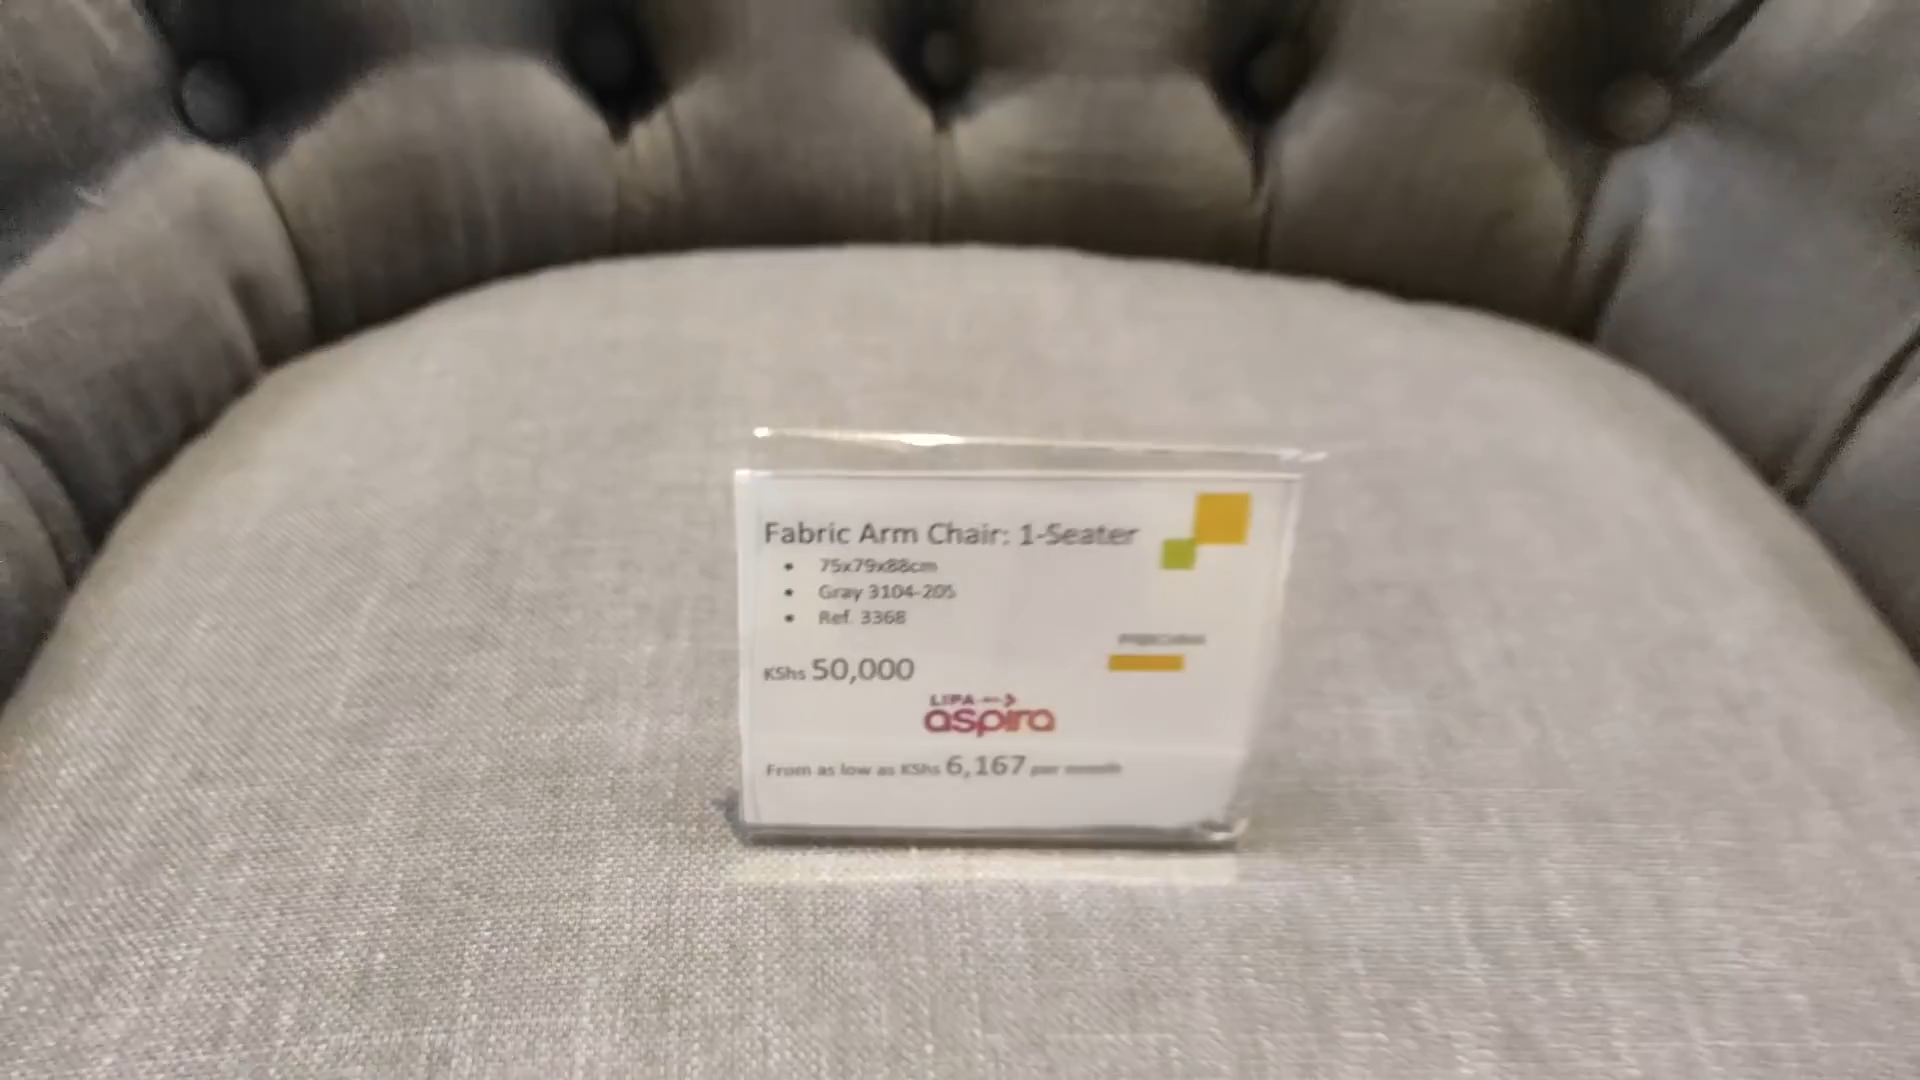 Fabric Arm Chair: 1-Seater
• 75x79x88cm
• Gray 3104-205
• Ref. 3368
KShs 50,000
LIPA
aspira
From as low as KShs 6,167 per month